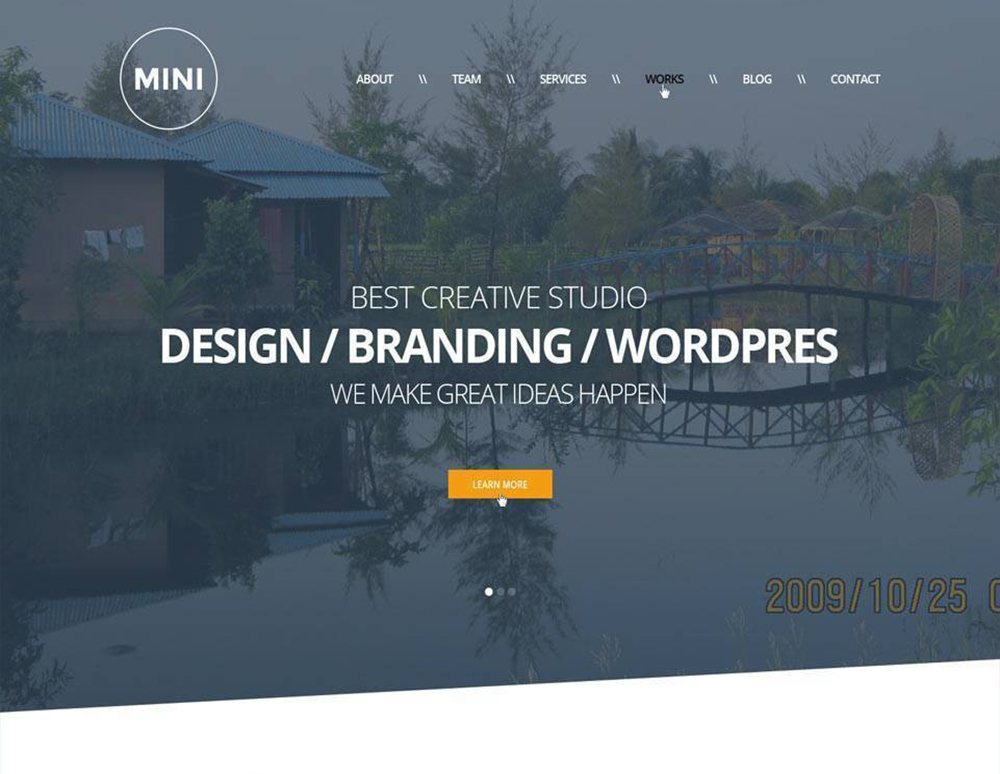 MINI
ABOUT \\ TEAM \\ SERVICES \\ WORKS \\ BLOG \\ CONTACT
BEST CREATIVE STUDIO
DESIGN / BRANDING / WORDPRES
WE MAKE GREAT IDEAS HAPPEN
LEARN MORE
2009/10/25